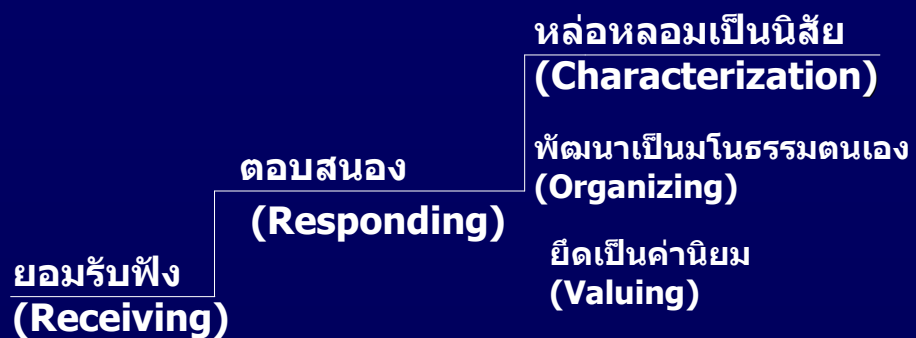 หล่อหลอมเป็นนิสัย
(Characterization)
พัฒนาเป็นมโนธรรมตนเอง
(Organizing)
ยึดเป็นค่านิยม
(Valuing)
ตอบสนอง
(Responding)
ยอมรับฟัง
(Receiving)